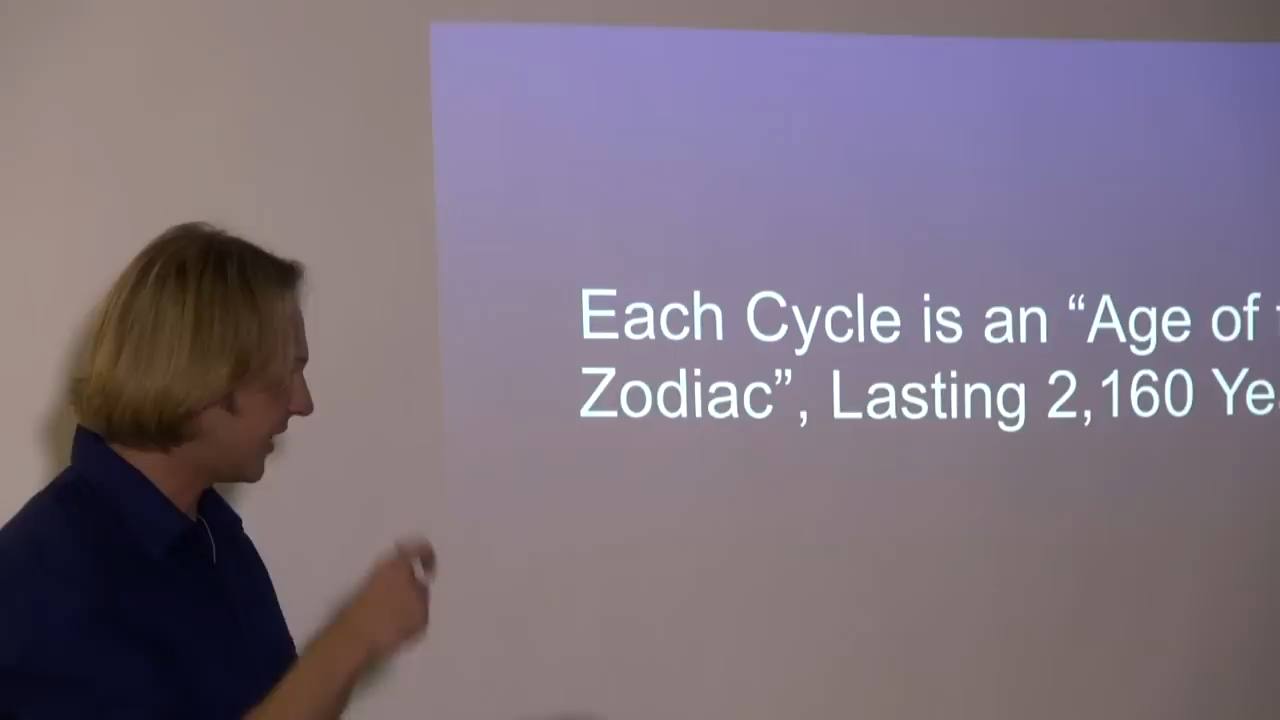 Each Cycle is an “Age of
Zodiac”, Lasting 2,160